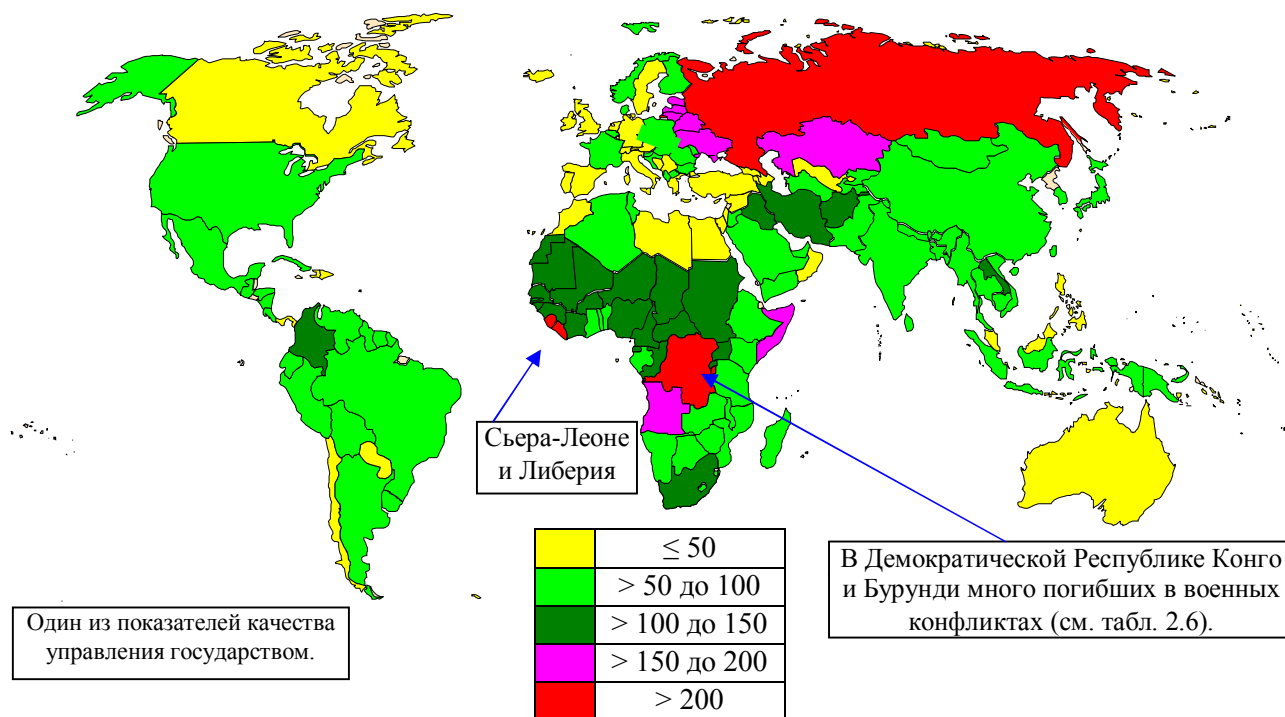 Сьера-Леоне
и Либерия
≤ 50
> 50 до 100
> 100 до 150
> 150 до 200
> 200
В Демократической Республике Конго
и Бурунди много погибших в военных
конфликтах (см. табл. 2.6).
Один из показателей качества
управления государством.